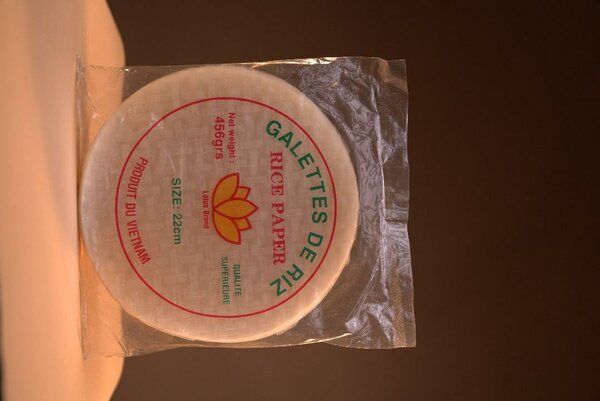 GALETTES DE RIZ
RICE PAPER
Net weight :
456grs
Lotus Brand
QUALITE
SUPERIEURE
SIZE: 22cm
PRODUIT DU VIETNAM